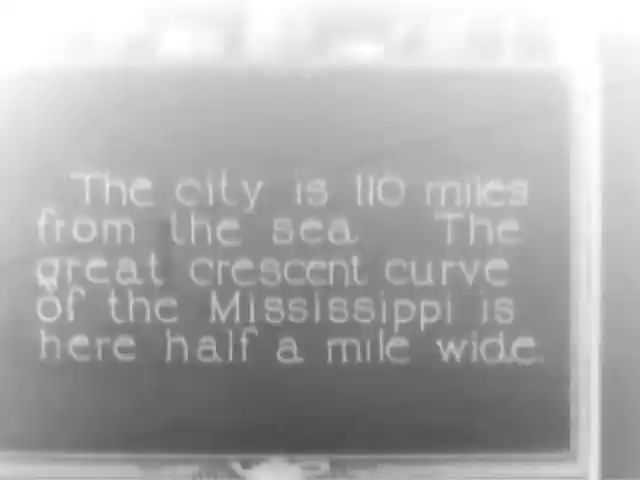 The city is 110 miles
from the sea The
great crescent curve
of the Mississippi is
here half a mile wide.